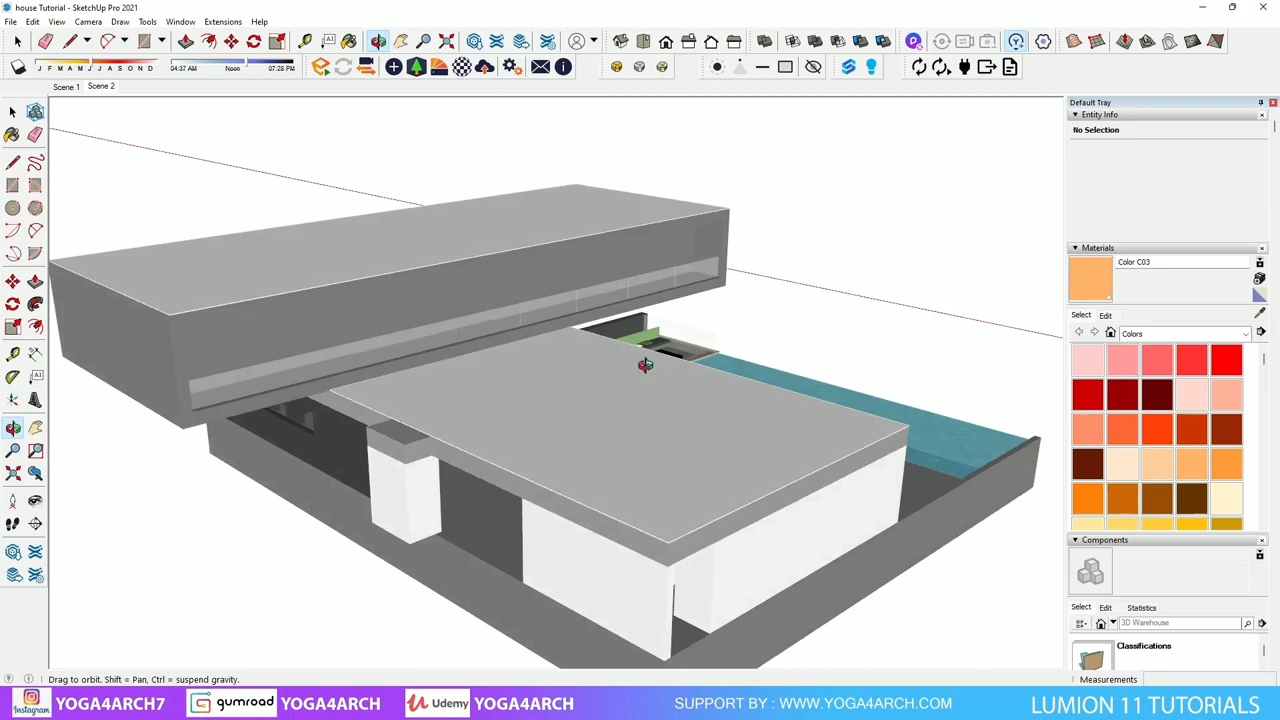 house Tutorial - SketchUp Pro 2021
File Edit View Camera Draw Tools Window Extensions Help
J F M A M J J A S O N D 04:37 AM Noon 07:28 PM
Scene 1 Scene 2
Default Tray
Entity Info
No Selection
Materials
Color C03
Select Edit
Colors
Components
Select Edit Statistics
3D Warehouse
Classifications
Drag to orbit. Shift = Pan, Ctrl = suspend gravity.
Measurements
Instagram YOGA4ARCH7 gumroad YOGA4ARCH Udemy YOGA4ARCH SUPPORT BY : WWW.YOGA4ARCH.COM LUMION 11 TUTORIALS